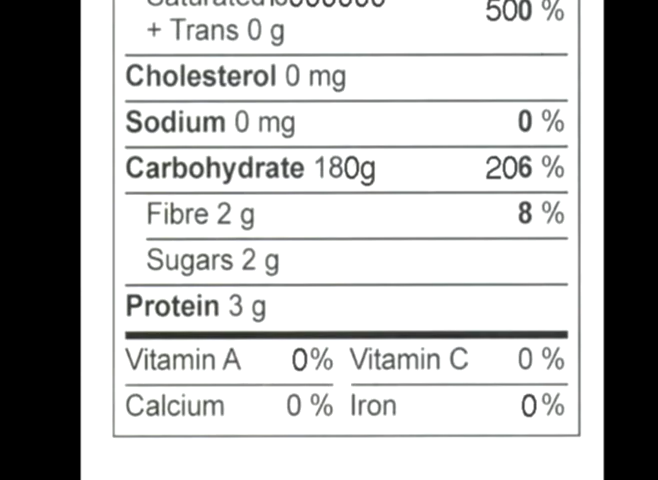 500 %
+ Trans 0 g
Cholesterol 0 mg
Sodium 0 mg 0 %
Carbohydrate 180g 206 %
Fibre 2 g 8 %
Sugars 2 g
Protein 3 g
Vitamin A 0% Vitamin C 0 %
Calcium 0 % Iron 0%